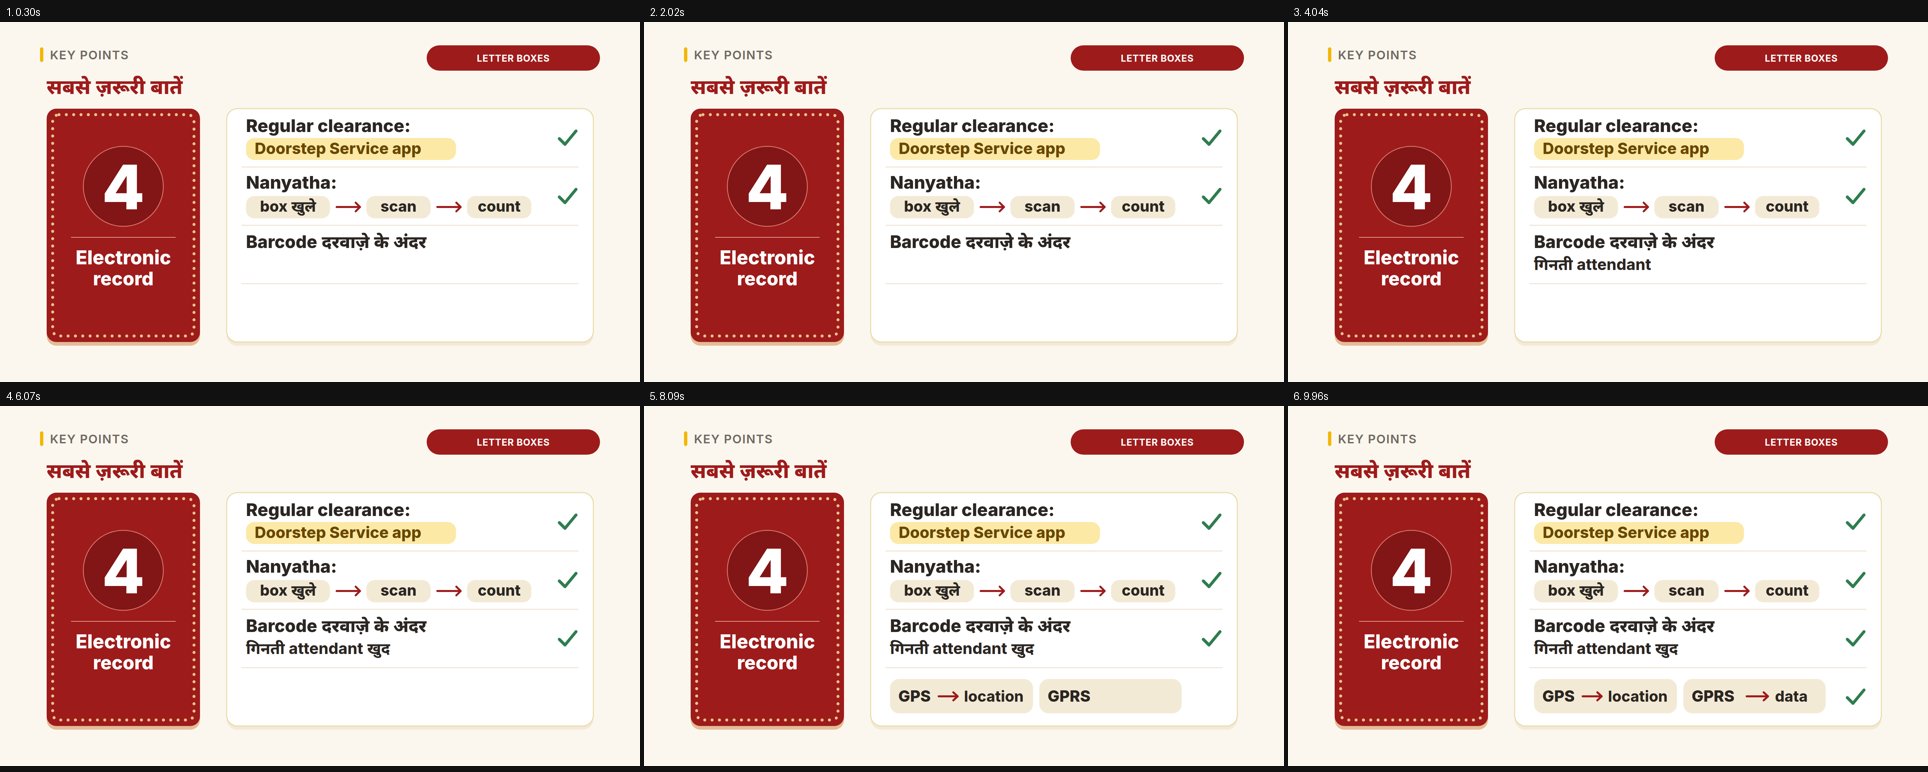 1. 0.30s
KEY POINTS
LETTER BOXES
सबसे ज़रूरी बातें
4
Electronic
record
Regular clearance:
Doorstep Service app
Nanyatha:
box खुले → scan → count
Barcode दरवाज़े के अंदर
2. 2.02s
KEY POINTS
LETTER BOXES
सबसे ज़रूरी बातें
4
Electronic
record
Regular clearance:
Doorstep Service app
Nanyatha:
box खुले → scan → count
Barcode दरवाज़े के अंदर
3. 4.04s
KEY POINTS
LETTER BOXES
सबसे ज़रूरी बातें
4
Electronic
record
Regular clearance:
Doorstep Service app
Nanyatha:
box खुले → scan → count
Barcode दरवाज़े के अंदर
गिनती attendant
4. 6.07s
KEY POINTS
LETTER BOXES
सबसे ज़रूरी बातें
4
Electronic
record
Regular clearance:
Doorstep Service app
Nanyatha:
box खुले → scan → count
Barcode दरवाज़े के अंदर
गिनती attendant खुद
5. 8.09s
KEY POINTS
LETTER BOXES
सबसे ज़रूरी बातें
4
Electronic
record
Regular clearance:
Doorstep Service app
Nanyatha:
box खुले → scan → count
Barcode दरवाज़े के अंदर
गिनती attendant खुद
GPS → location GPRS
6. 9.96s
KEY POINTS
LETTER BOXES
सबसे ज़रूरी बातें
4
Electronic
record
Regular clearance:
Doorstep Service app
Nanyatha:
box खुले → scan → count
Barcode दरवाज़े के अंदर
गिनती attendant खुद
GPS → location GPRS → data